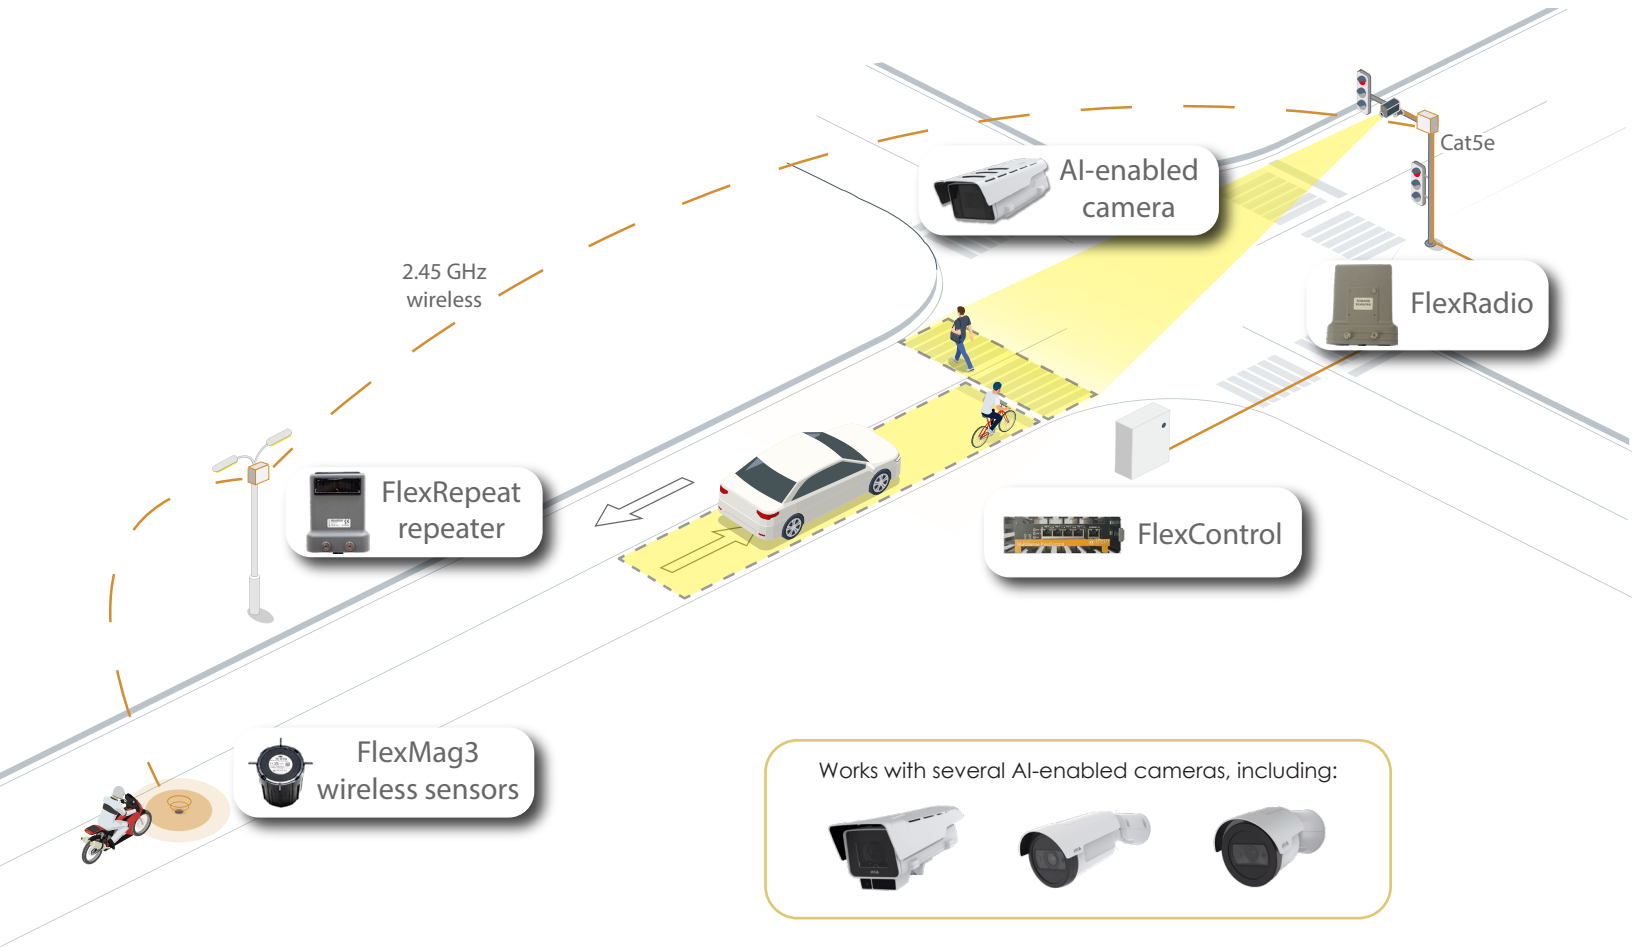 AI-enabled
camera
Cat5e
2.45 GHz
wireless
FlexRadio
FlexRepeat
repeater
FlexControl
FlexMag3
wireless sensors
Works with several AI-enabled cameras, including: